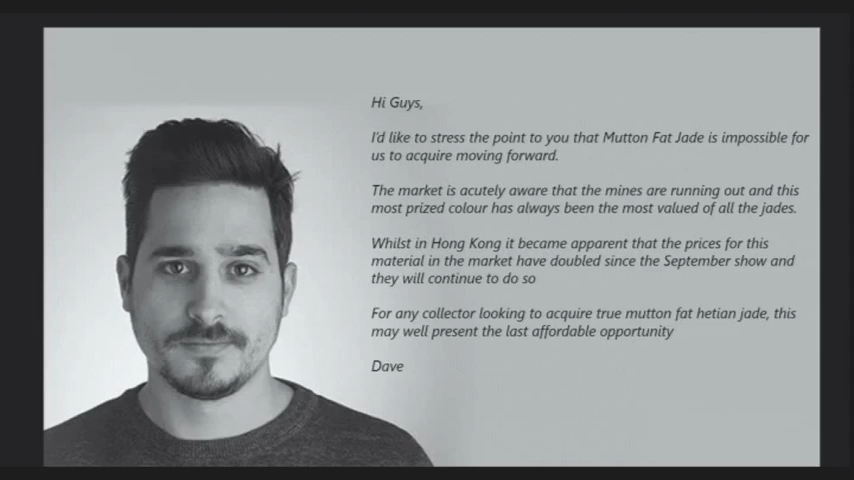 Hi Guys,
I'd like to stress the point to you that Mutton Fat Jade is impossible for
us to acquire moving forward.
The market is acutely aware that the mines are running out and this
most prized colour has always been the most valued of all the jades.
Whilst in Hong Kong it became apparent that the prices for this
material in the market have doubled since the September show and
they will continue to do so
For any collector looking to acquire true mutton fat hetian jade, this
may well present the last affordable opportunity
Dave